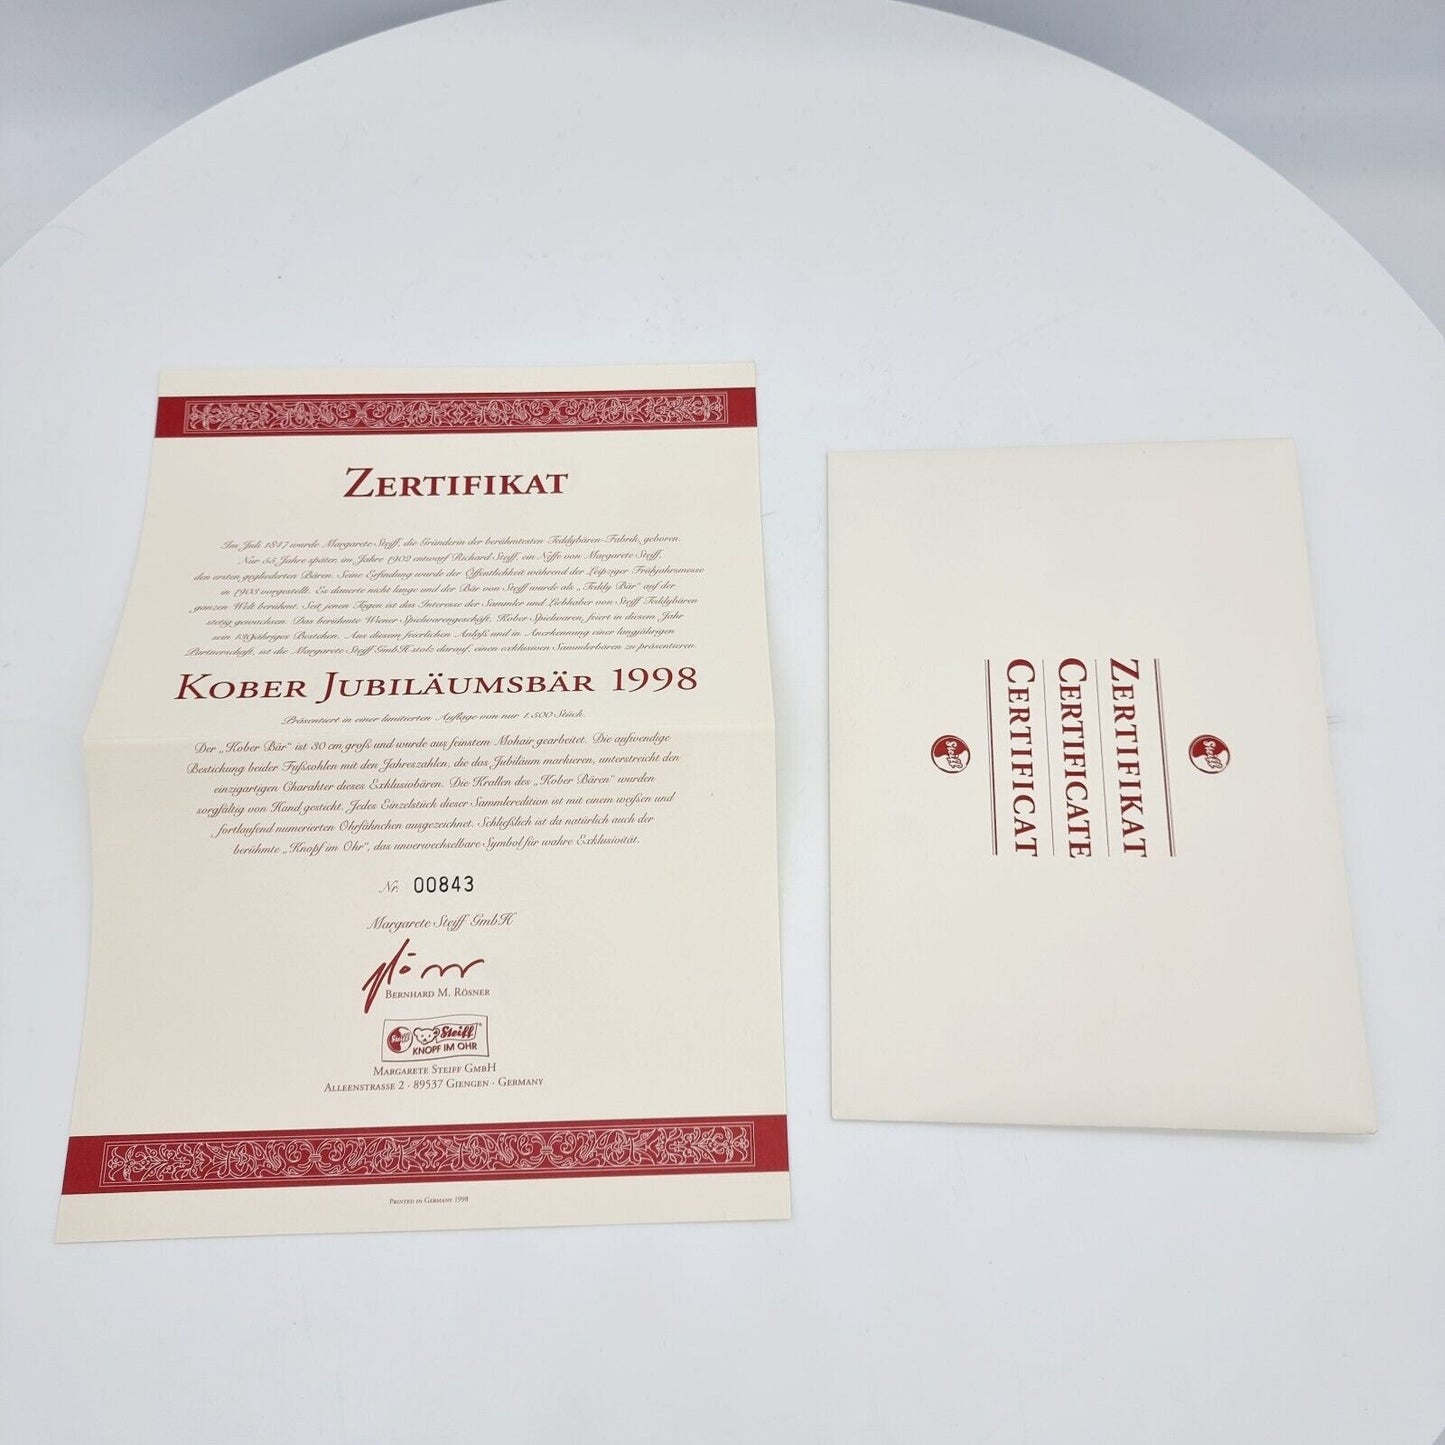 ZERTIFIKAT
Im Juli 1847 wurde Margarete Steiff, die Gründerin der berühmtesten Teddybären-Fabrik, geboren.
Nur 55 Jahre später, im Jahre 1902 entwarf Richard Steiff, ein Neffe von Margarete Steiff,
den ersten gegliederten Bären. Seine Erfindung wurde der Öffentlichkeit während der Leipziger Frühjahrsmesse
in 1903 vorgestellt. Es dauerte nicht lange und der Bär von Steiff wurde als „Teddy Bär" auf der
ganzen Welt berühmt. Seit jenen Tagen ist das Interesse der Sammler und Liebhaber von Steiff Teddybären
stetig gewachsen. Das berühmte Wiener Spielwarengeschäft, Kober Spielwaren, feiert in diesem Jahr
sein 130jähriges Bestehen. Aus diesem feierlichen Anlaß und in Anerkennung einer langjährigen
Partnerschaft, ist die Margarete Steiff GmbH stolz darauf, einen exklusiven Sammlerbären zu präsentieren.
KOBER JUBILÄUMSBÄR 1998
Präsentiert in einer limitierten Auflage von nur 1.500 Stück.
Der „Kober Bär" ist 30 cm groß und wurde aus feinstem Mohair gearbeitet. Die aufwendige
Bestickung beider Fußsohlen mit den Jahreszahlen, die das Jubiläum markieren, unterstreicht den
einzigartigen Charakter dieses Exklusivbären. Die Krallen des „Kober Bären" wurden
sorgfältig von Hand gestickt. Jedes Einzelstück dieser Sammleredition ist mit einem weißen und
fortlaufend numerierten Ohrfähnchen ausgezeichnet. Schließlich ist da natürlich auch der
berühmte „Knopf im Ohr", das unverwechselbare Symbol für wahre Exklusivität.
Nr. 00843
Margarete Steiff GmbH
BERNHARD M. RÖSNER
Steiff Steiff®
KNOPF IM OHR
MARGARETE STEIFF GMBH
ALLEENSTRASSE 2 · 89537 GIENGEN · GERMANY
PRINTED IN GERMANY 1998
Steiff
ZERTIFIKAT
CERTIFICATE
CERTIFICAT
Steiff